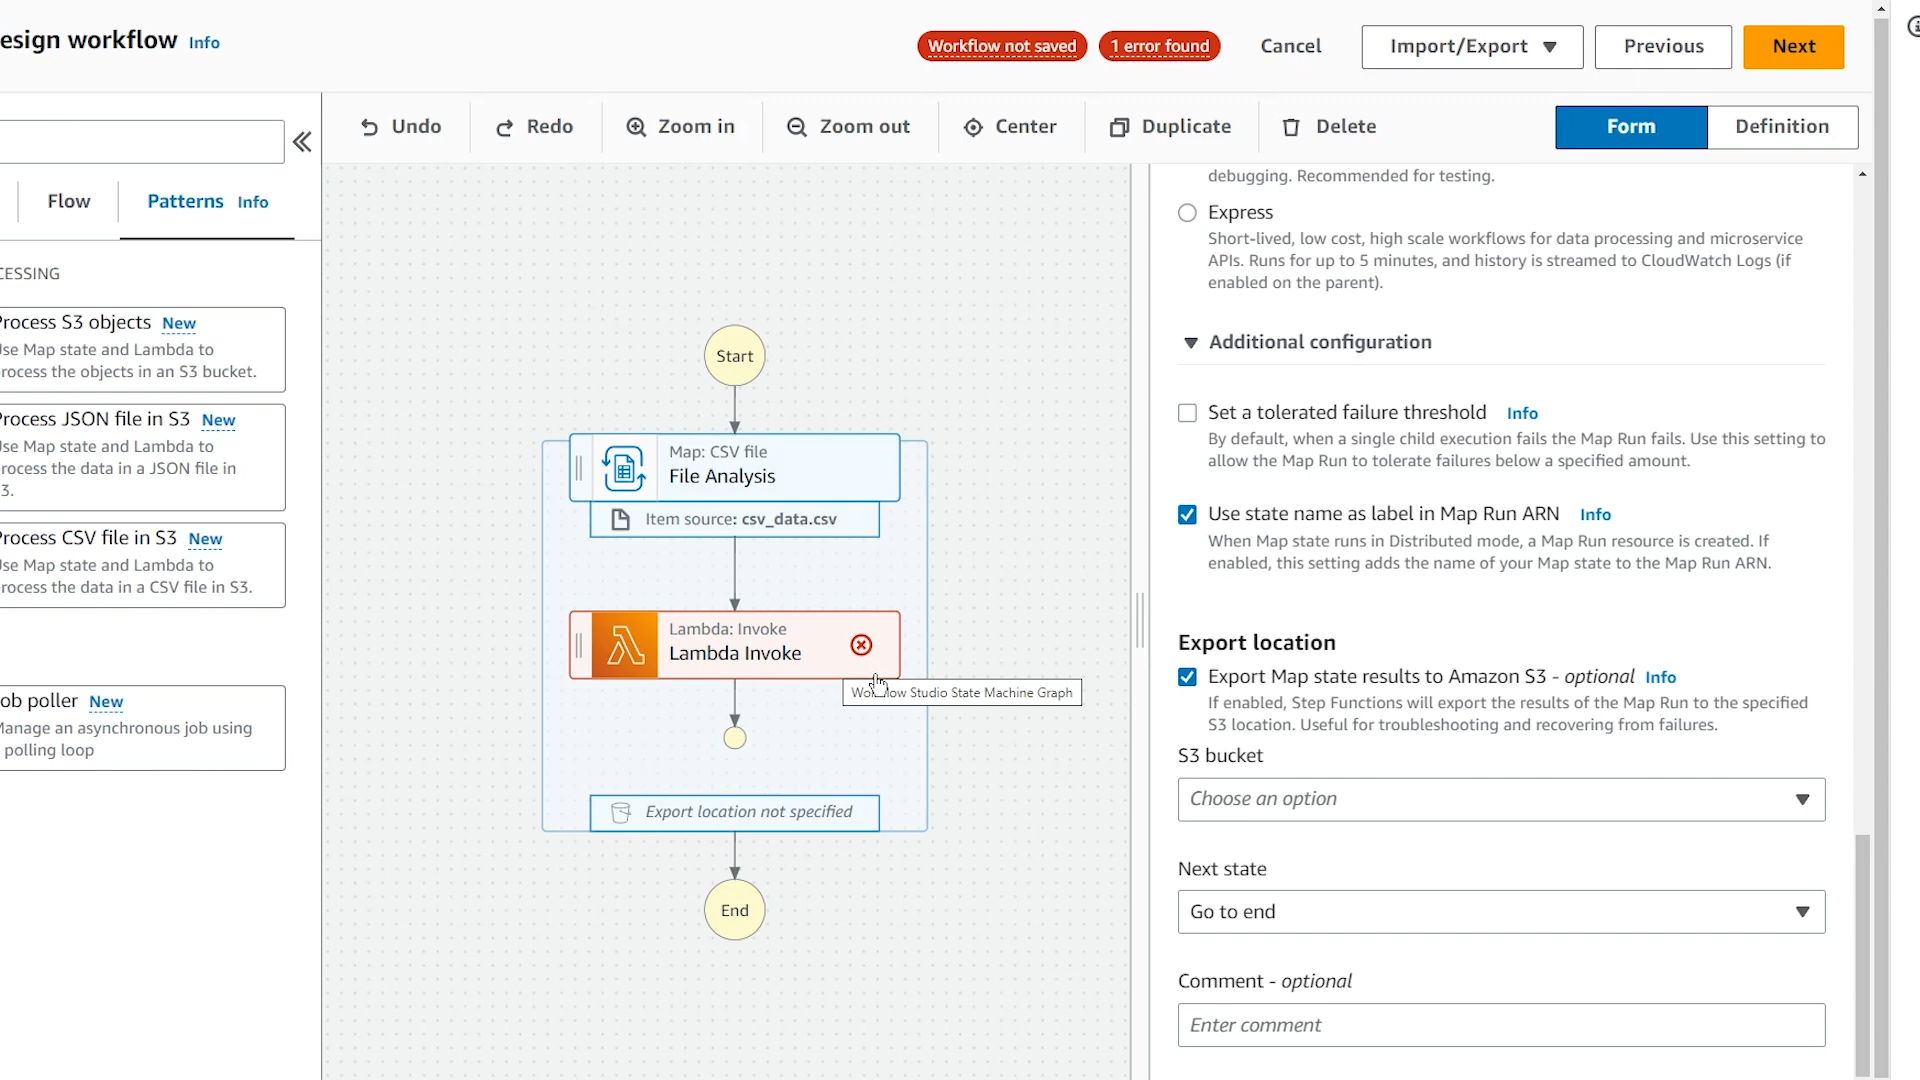 esign workflow Info
Workflow not saved
1 error found
Cancel
Import/Export
Previous
Next
Undo
Redo
Zoom in
Zoom out
Center
Duplicate
Delete
Form
Definition
Flow
Patterns Info
CESSING
Process S3 objects New
Use Map state and Lambda to
process the objects in an S3 bucket.
Process JSON file in S3 New
Use Map state and Lambda to
process the data in a JSON file in
3.
Process CSV file in S3 New
Use Map state and Lambda to
process the data in a CSV file in S3.
ob poller New
Manage an asynchronous job using
polling loop
Start
Map: CSV file
File Analysis
Item source: csv_data.csv
Lambda: Invoke
Lambda Invoke
Workflow Studio State Machine Graph
Export location not specified
End
debugging. Recommended for testing.
Express
Short-lived, low cost, high scale workflows for data processing and microservice
APIs. Runs for up to 5 minutes, and history is streamed to CloudWatch Logs (if
enabled on the parent).
Additional configuration
Set a tolerated failure threshold Info
By default, when a single child execution fails the Map Run fails. Use this setting to
allow the Map Run to tolerate failures below a specified amount.
Use state name as label in Map Run ARN Info
When Map state runs in Distributed mode, a Map Run resource is created. If
enabled, this setting adds the name of your Map state to the Map Run ARN.
Export location
Export Map state results to Amazon S3 - optional Info
If enabled, Step Functions will export the results of the Map Run to the specified
S3 location. Useful for troubleshooting and recovering from failures.
S3 bucket
Choose an option
Next state
Go to end
Comment - optional
Enter comment